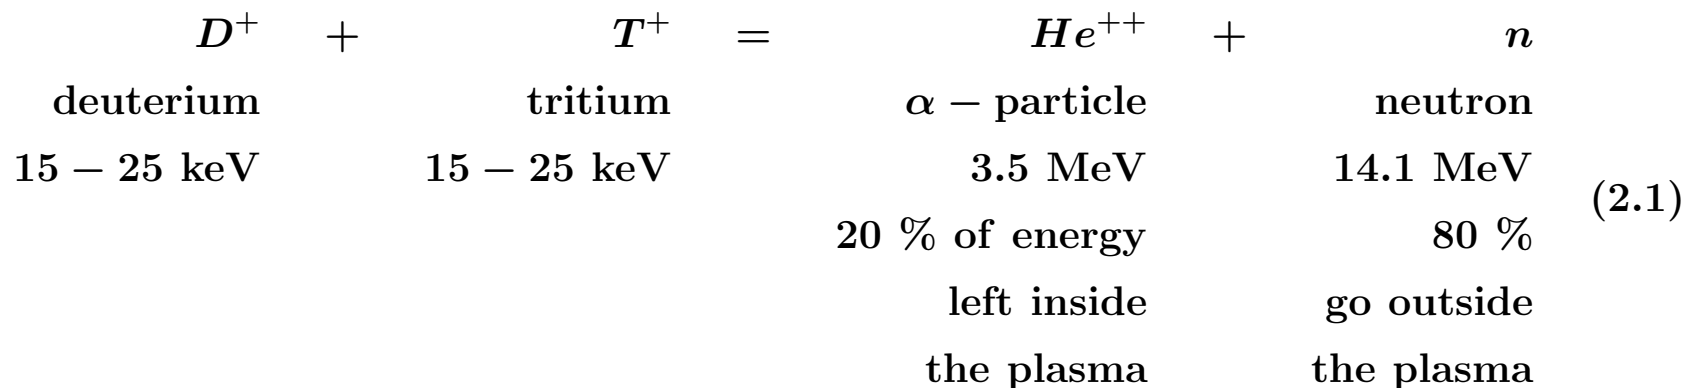 D⁺ + T⁺ = He⁺⁺ + n
deuterium tritium α − particle neutron
15 − 25 keV 15 − 25 keV 3.5 MeV 14.1 MeV
(2.1)
20 % of energy 80 %
left inside go outside
the plasma the plasma